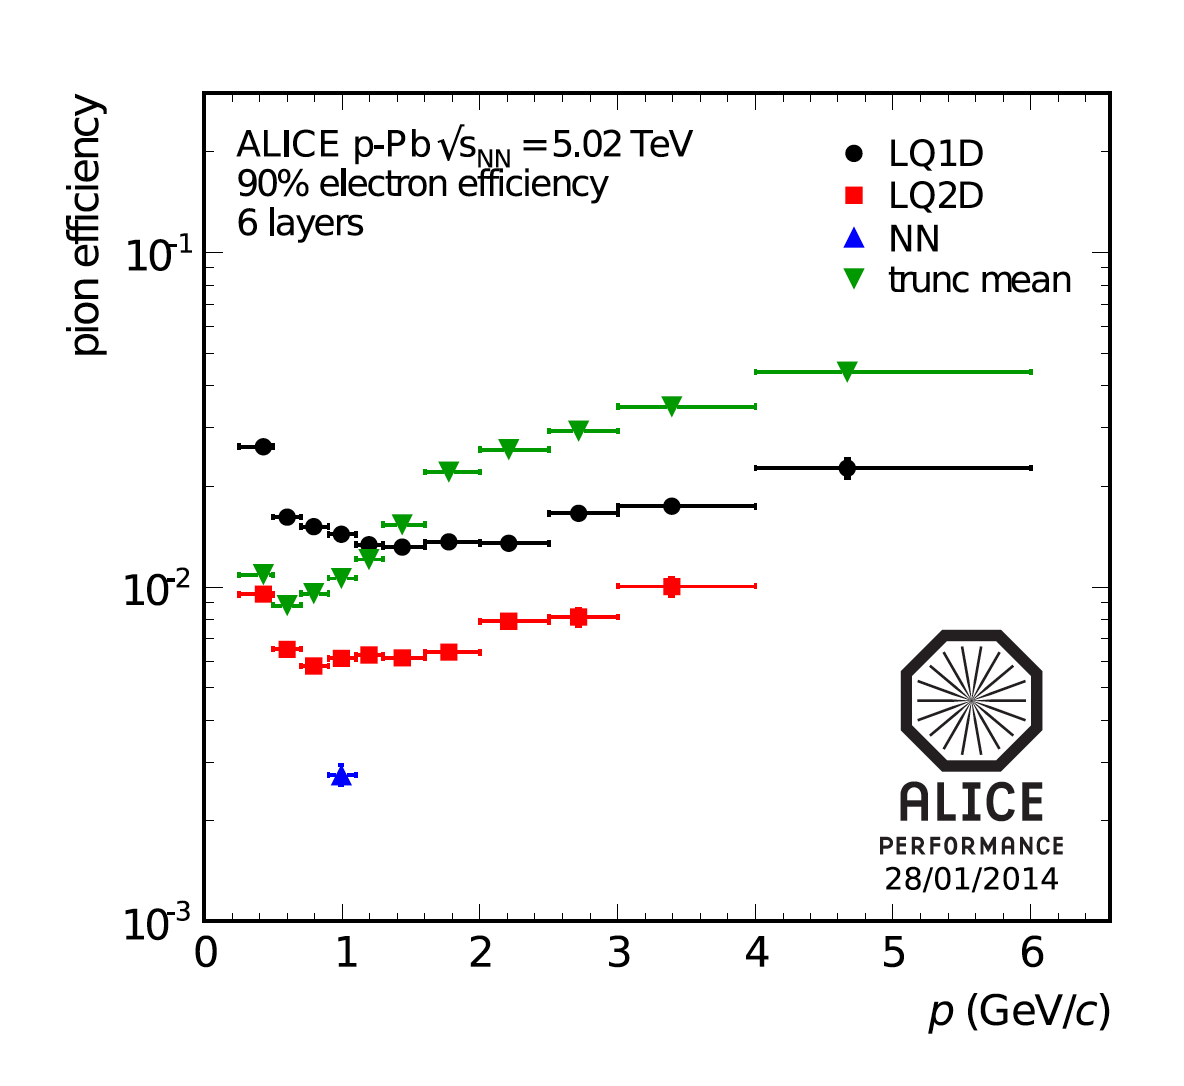 pion efficiency
ALICE p-Pb √s_NN = 5.02 TeV
90% electron efficiency
6 layers
LQ1D
LQ2D
NN
trunc mean
10^-1
10^-2
10^-3
0 1 2 3 4 5 6
p (GeV/c)
ALICE
PERFORMANCE
28/01/2014